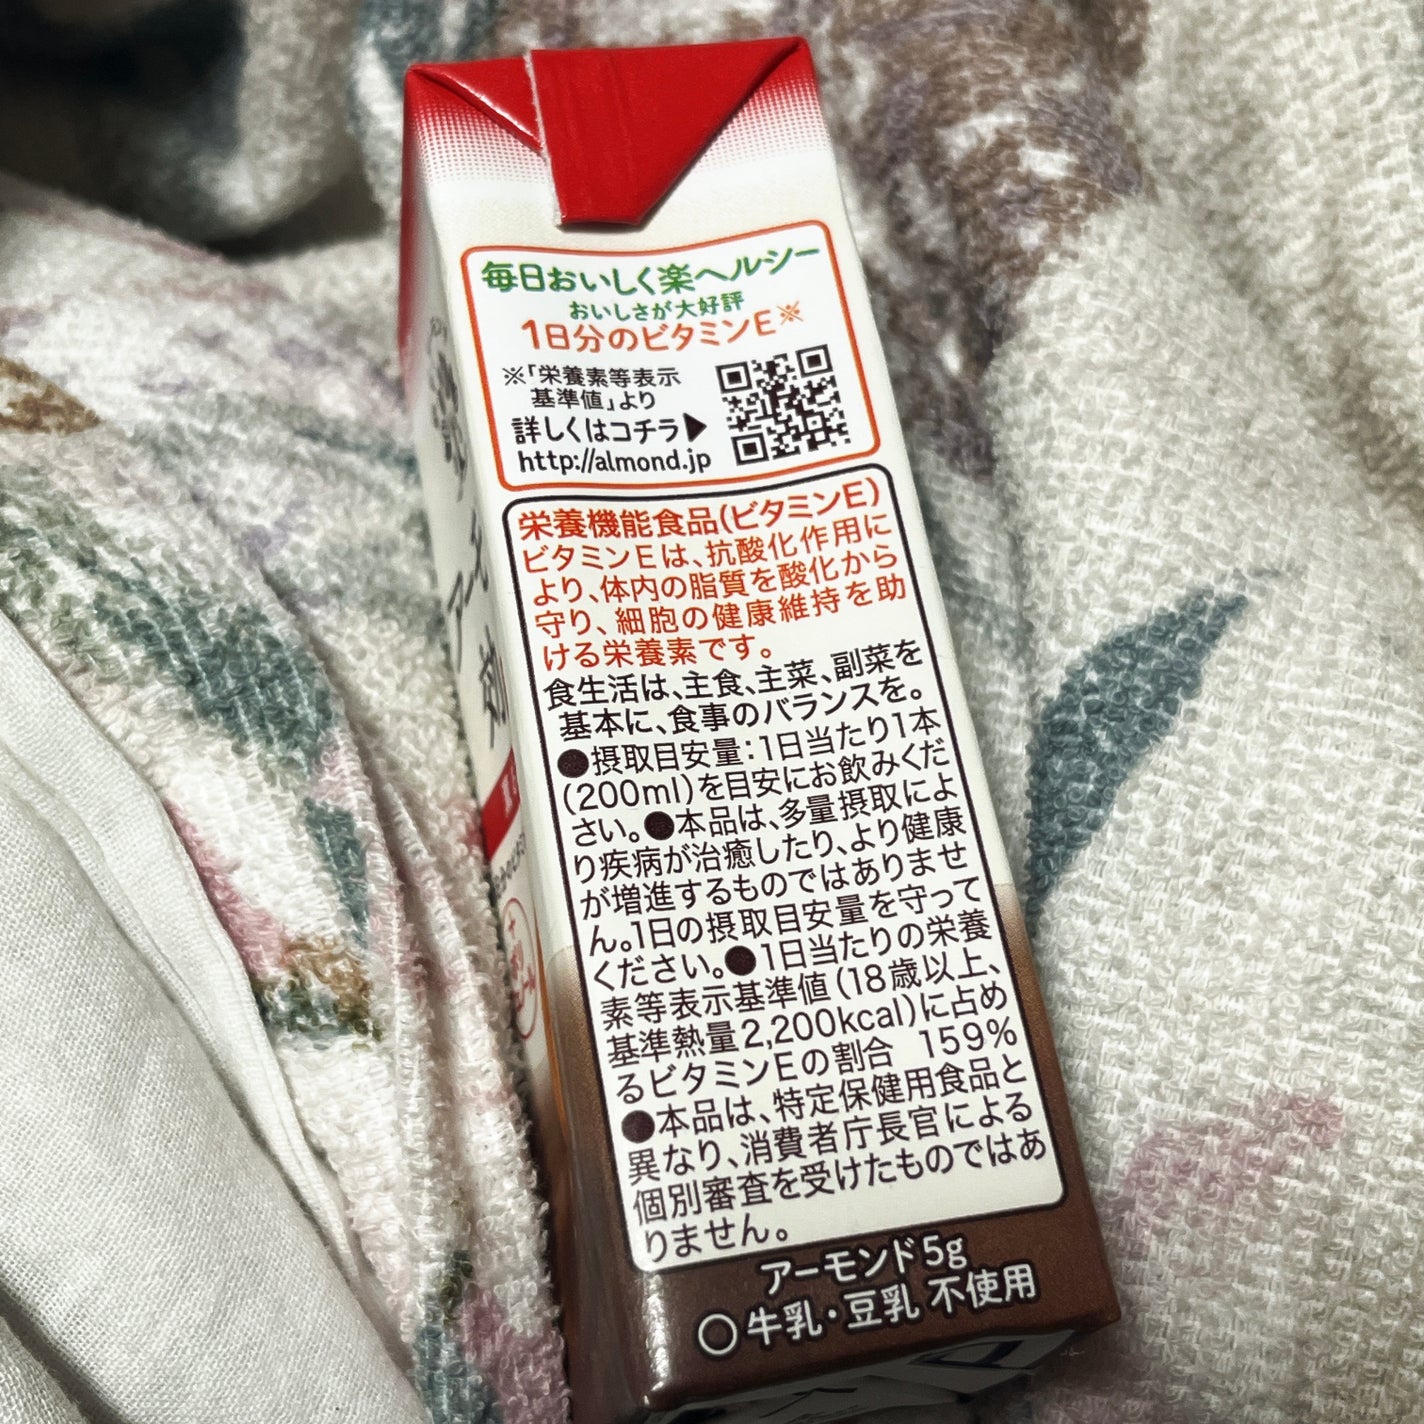 毎日おいしく楽ヘルシー
おいしさが大好評
1日分のビタミンE※
※「栄養素等表示
基準値」より
詳しくはコチラ▶
http://almond.jp
栄養機能食品(ビタミンE)
ビタミンEは、抗酸化作用に
より、体内の脂質を酸化から
守り、細胞の健康維持を助
ける栄養素です。
食生活は、主食、主菜、副菜を
基本に、食事のバランスを。
●摂取目安量:1日当たり1本
(200ml)を目安にお飲みくだ
さい。●本品は、多量摂取によ
り疾病が治癒したり、より健康
が増進するものではありませ
ん。1日の摂取目安量を守って
ください。●1日当たりの栄養
素等表示基準値(18歳以上、
基準熱量2,200kcal)に占め
るビタミンEの割合 159%
●本品は、特定保健用食品と
異なり、消費者庁長官による
個別審査を受けたものではあ
りません。
アーモンド5g
○牛乳・豆乳 不使用